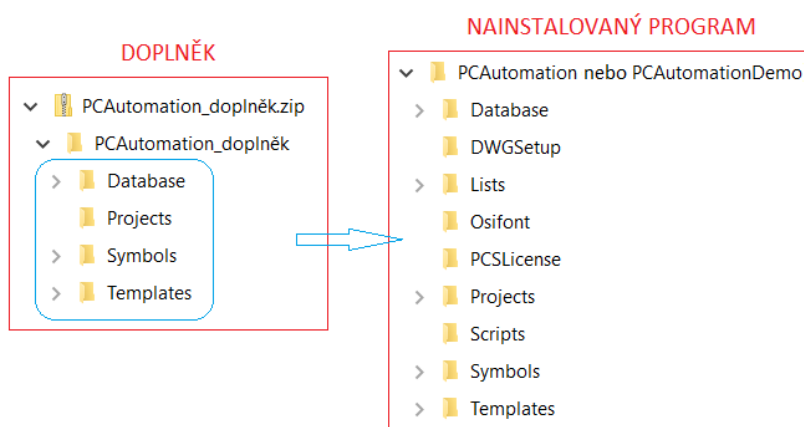 DOPLNĚK
PCAutomation_doplněk.zip
PCAutomation_doplněk
Database
Projects
Symbols
Templates
NAINSTALOVANÝ PROGRAM
PCAutomation nebo PCAutomationDemo
Database
DWGSetup
Lists
Osifont
PCSLicense
Projects
Scripts
Symbols
Templates